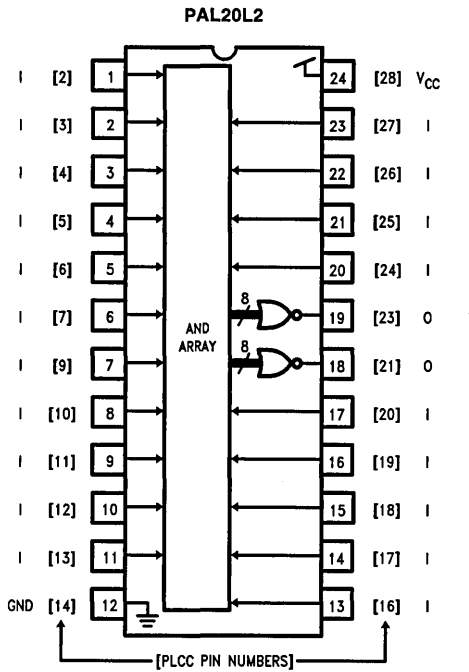 PAL20L2
I [2] 1 24 [28] VCC
I [3] 2 23 [27] I
I [4] 3 22 [26] I
I [5] 4 21 [25] I
I [6] 5 20 [24] I
I [7] 6 8 19 [23] O
AND
ARRAY
I [9] 7 8 18 [21] O
I [10] 8 17 [20] I
I [11] 9 16 [19] I
I [12] 10 15 [18] I
I [13] 11 14 [17] I
GND [14] 12 13 [16] I
[PLCC PIN NUMBERS]